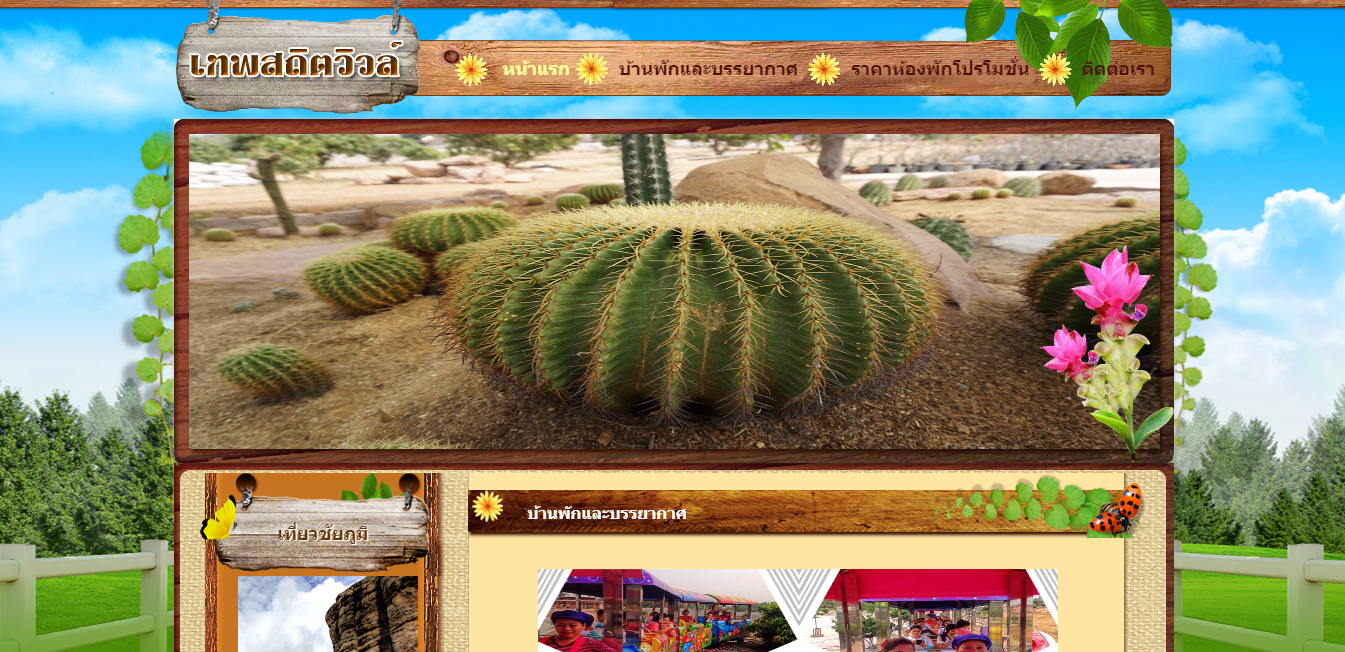 เทพสถิตวิวล์
หน้าแรก
บ้านพักและบรรยากาศ
ราคาห้องพักโปรโมชั่น
ติดต่อเรา
เที่ยวชัยภูมิ
บ้านพักและบรรยากาศ